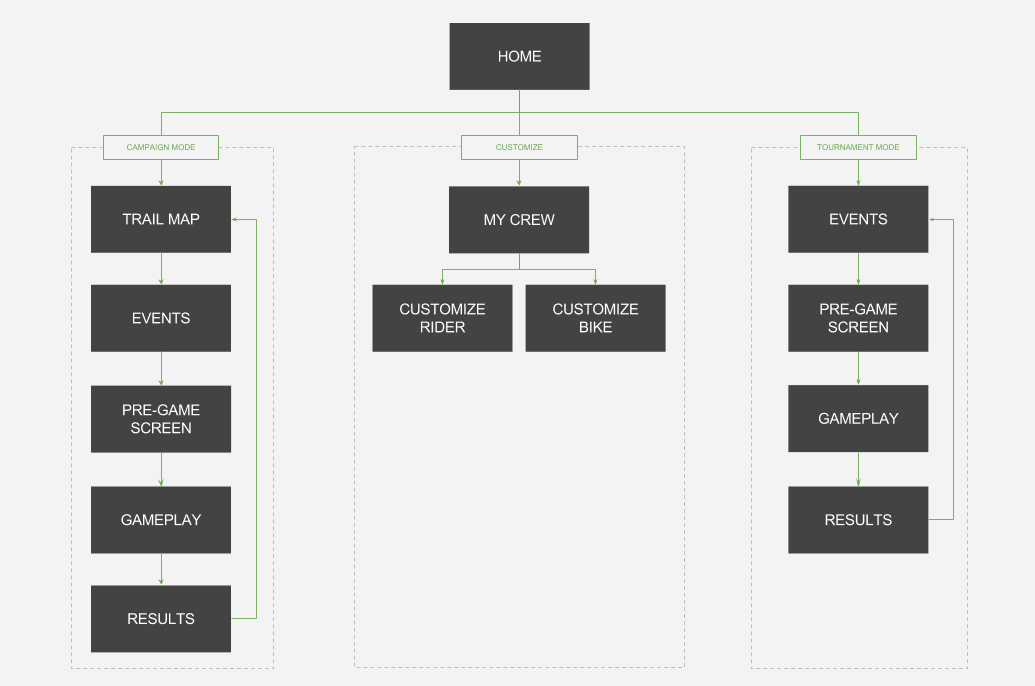 HOME
CAMPAIGN MODE
TRAIL MAP
EVENTS
PRE-GAME
SCREEN
GAMEPLAY
RESULTS
CUSTOMIZE
MY CREW
CUSTOMIZE
RIDER
CUSTOMIZE
BIKE
TOURNAMENT MODE
EVENTS
PRE-GAME
SCREEN
GAMEPLAY
RESULTS